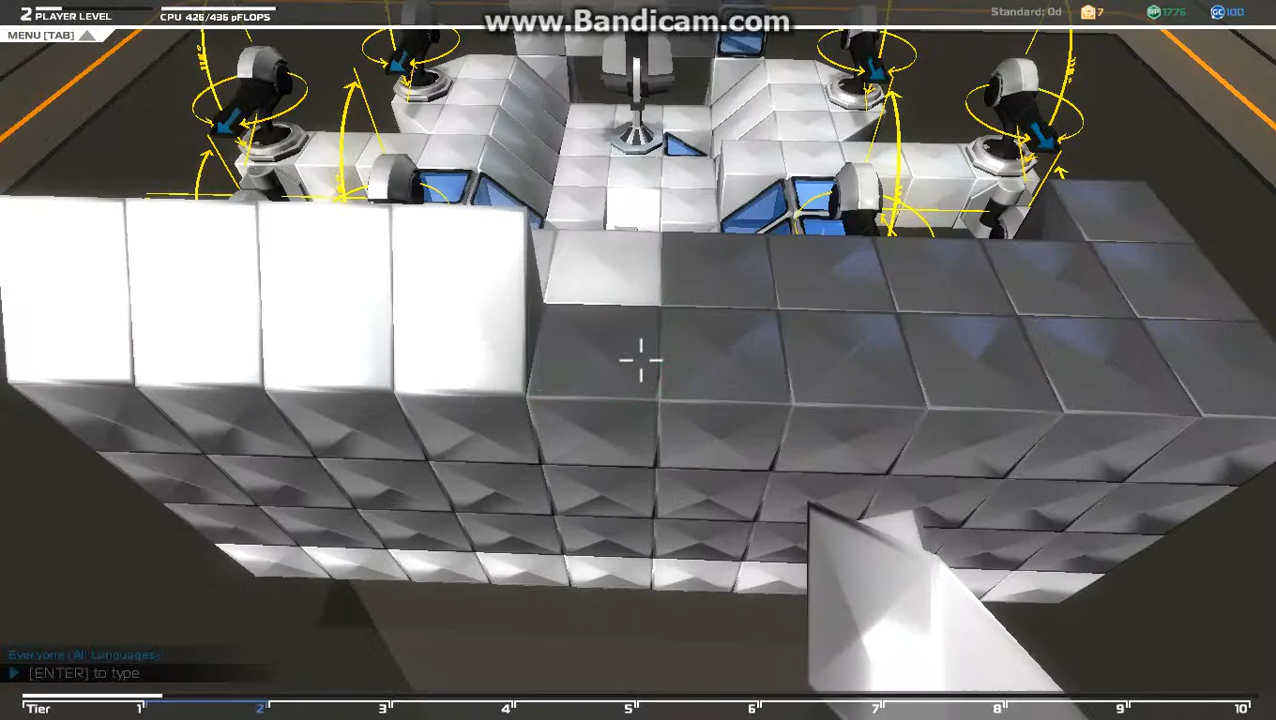 www.Bandicam.com
2 PLAYER LEVEL
CPU 426/436 pFLOPS
Standard: 0d
7
1776
100
MENU [TAB]
Everyone (All Languages)
[ENTER] to type
Tier 1 2 3 4 5 6 7 8 9 10